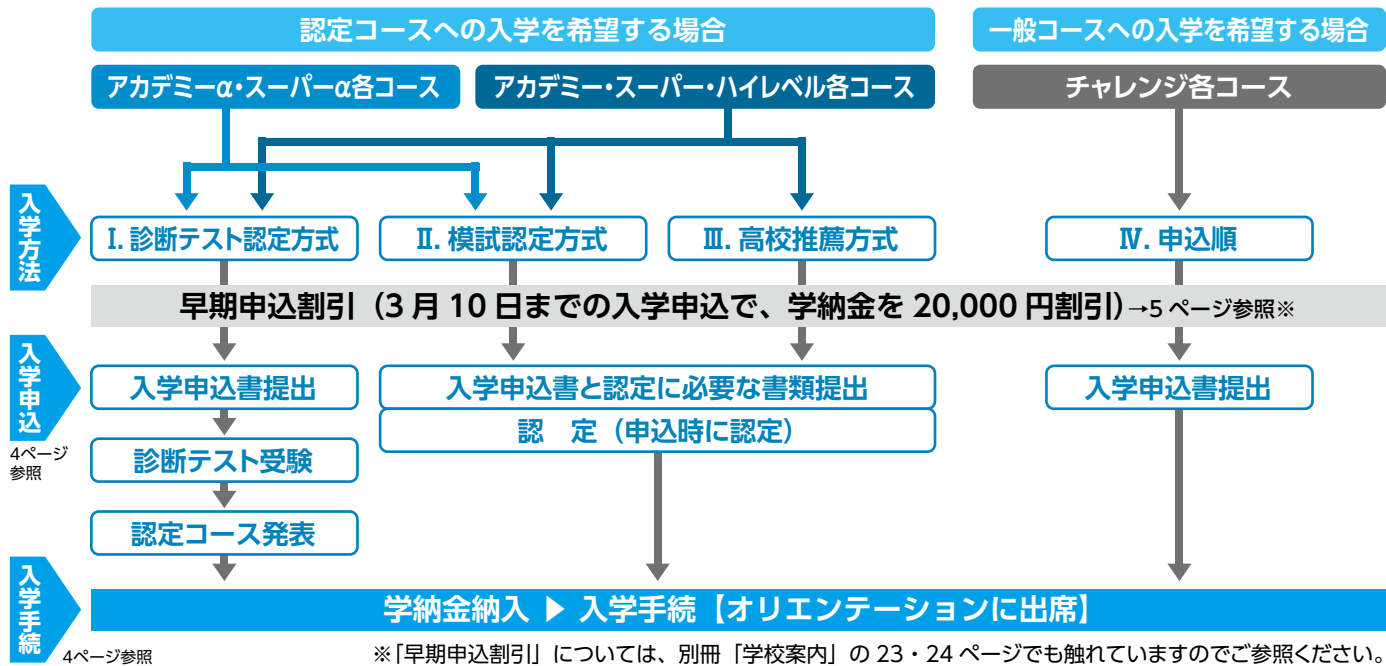 認定コースへの入学を希望する場合
一般コースへの入学を希望する場合
アカデミーα・スーパーα各コース
アカデミー・スーパー・ハイレベル各コース
チャレンジ各コース
入学方法
Ⅰ. 診断テスト認定方式
Ⅱ. 模試認定方式
Ⅲ. 高校推薦方式
Ⅳ. 申込順
早期申込割引（3 月 10 日までの入学申込で、学納金を 20,000 円割引）→5 ページ参照※
入学申込
4ページ
参照
入学申込書提出
入学申込書と認定に必要な書類提出
入学申込書提出
認　定（申込時に認定）
診断テスト受験
認定コース発表
入学手続
4ページ参照
学納金納入 ▶ 入学手続【オリエンテーションに出席】
※「早期申込割引」については、別冊「学校案内」の 23・24 ページでも触れていますのでご参照ください。